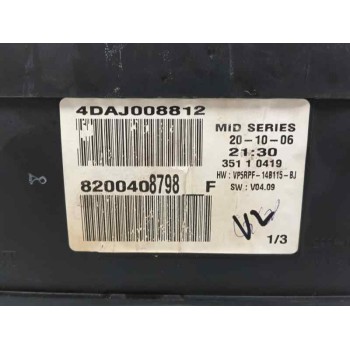 4DAJ008812
MID SERIES
20-10-06
21:30
351 1 0419
HW : VP5RPF-14B115-BJ
SW : V04.09
8200408798__F
V2
1/3